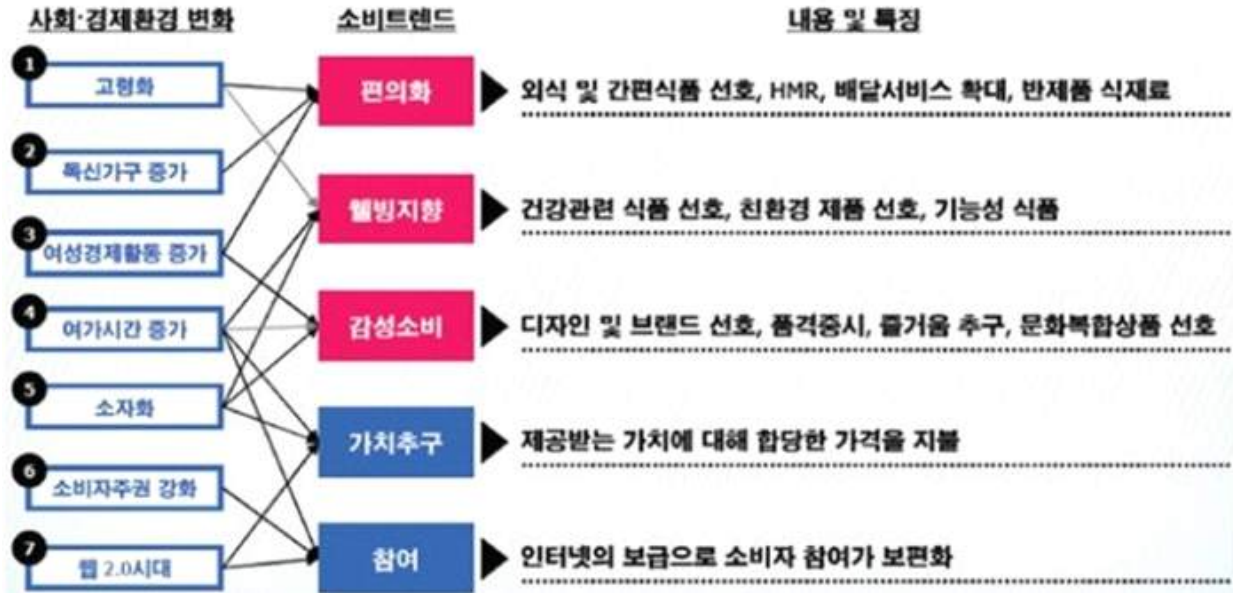 사회·경제환경 변화
소비트렌드
내용 및 특징
1
고령화
편의화
외식 및 간편식품 선호, HMR, 배달서비스 확대, 반제품 식재료
2
독신가구 증가
웰빙지향
건강관련 식품 선호, 친환경 제품 선호, 기능성 식품
3
여성경제활동 증가
4
여가시간 증가
감성소비
디자인 및 브랜드 선호, 품격중시, 즐거움 추구, 문화복합상품 선호
5
소자화
가치추구
제공받는 가치에 대해 합당한 가격을 지불
6
소비자주권 강화
7
웹 2.0시대
참여
인터넷의 보급으로 소비자 참여가 보편화